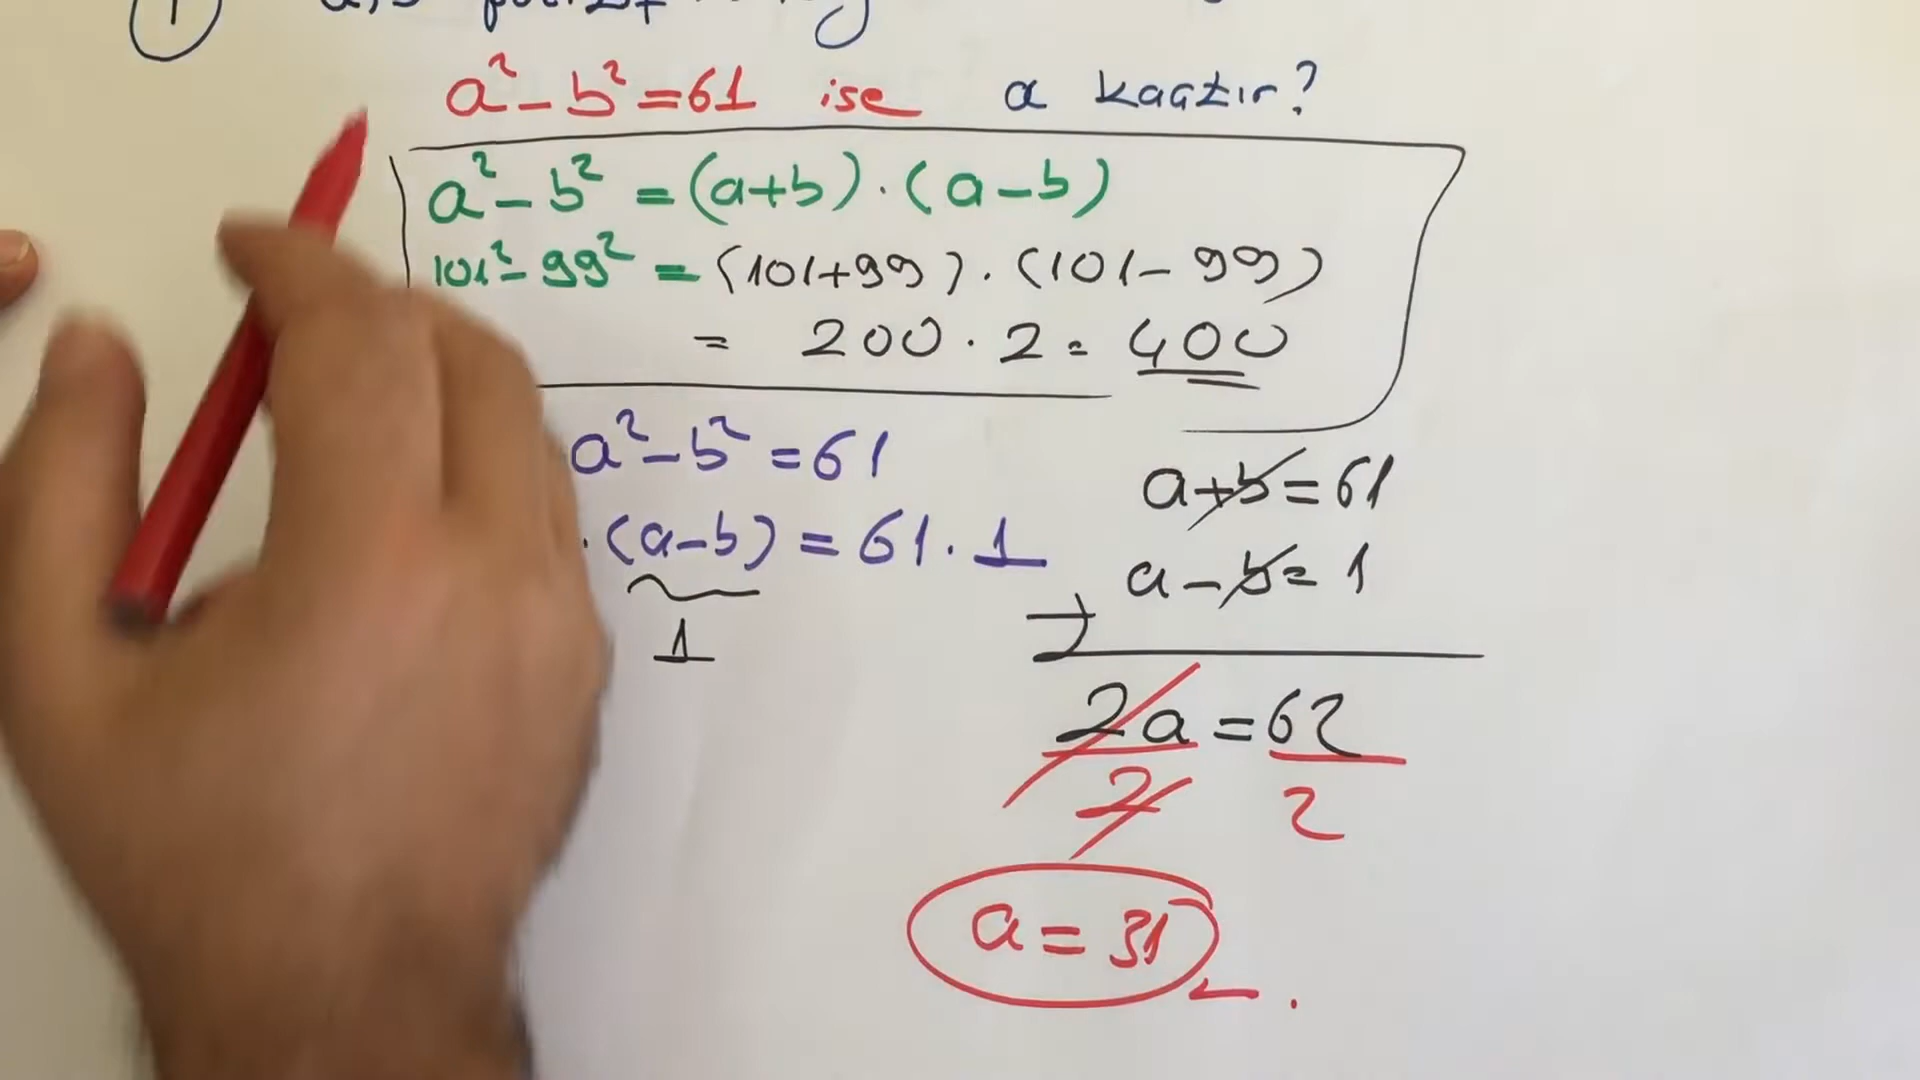 1
a² - b² = 61 ise a kaçtır?
a² - b² = (a+b) · (a-b)
101² - 99² = (101+99) · (101-99)
= 200 · 2 = 400
a² - b² = 61
· (a-b) = 61 · 1
1
a+b = 61
a-b = 1
2a = 62
2 2
a = 31